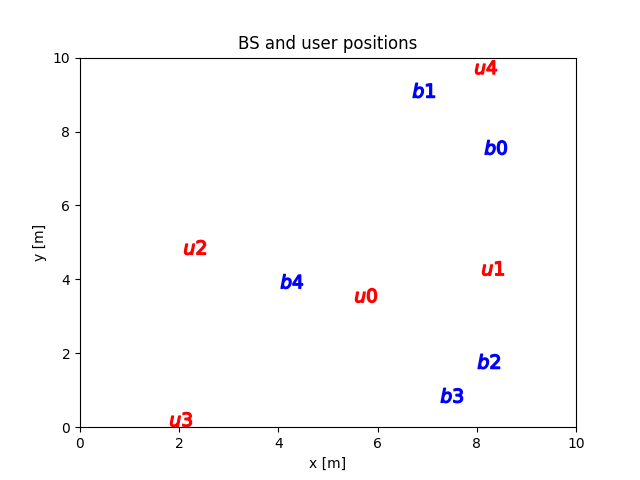 BS and user positions
10
u4
b1
8
b0
6
y [m]
u2
4
b4
u0
u1
2
b2
b3
u3
0
0 2 4 6 8 10
x [m]